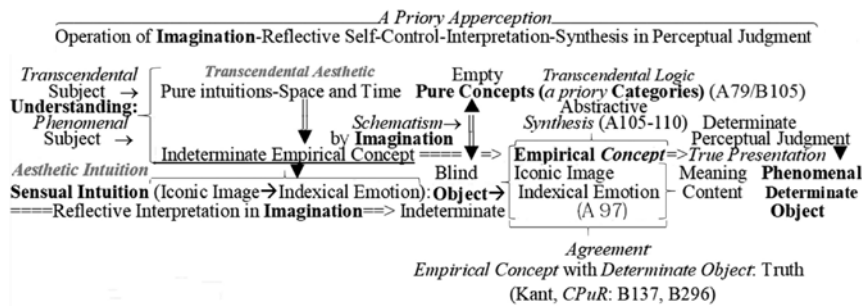 A Priory Apperception
Operation of Imagination-Reflective Self-Control-Interpretation-Synthesis in Perceptual Judgment
Transcendental Transcendental Aesthetic Empty Transcendental Logic
Subject → Pure intuitions-Space and Time Pure Concepts (a priory Categories) (A79/B105)
Understanding: Abstractive
Phenomenal Schematism→ Synthesis (A105-110) Determinate
Subject → by Imagination Perceptual Judgment
Indeterminate Empirical Concept ==== => Empirical Concept=>True Presentation ▼
Aesthetic Intuition Blind Iconic Image Meaning Phenomenal
Sensual Intuition (Iconic Image→Indexical Emotion): Object→ Indexical Emotion Content Determinate
====Reflective Interpretation in Imagination==> Indeterminate (A 97) Object
Agreement
Empirical Concept with Determinate Object: Truth
(Kant, CPuR: B137, B296)